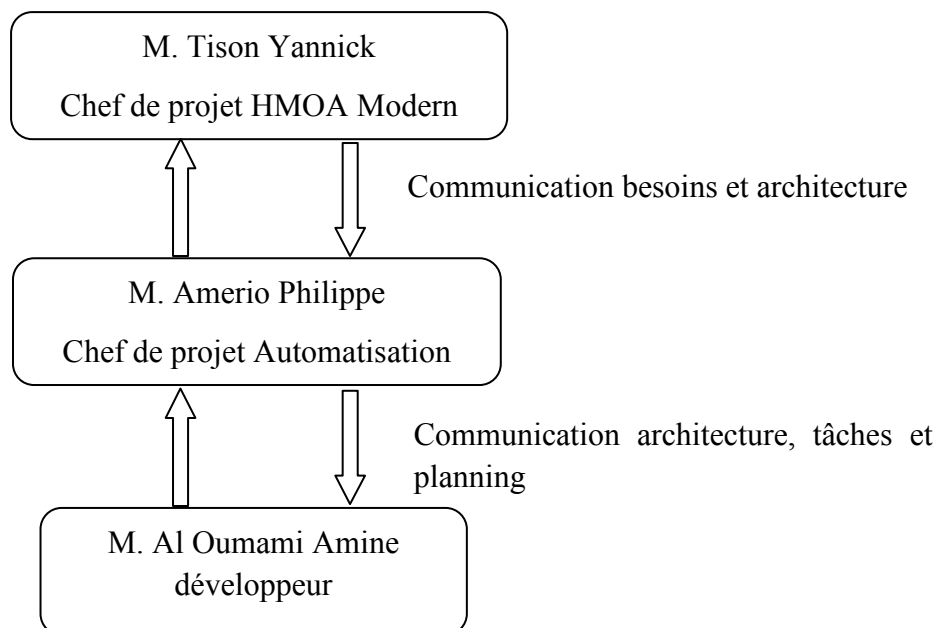 M. Tison Yannick
Chef de projet HMOA Modern
Communication besoins et architecture
M. Amerio Philippe
Chef de projet Automatisation
Communication architecture, tâches et
planning
M. Al Oumami Amine
développeur